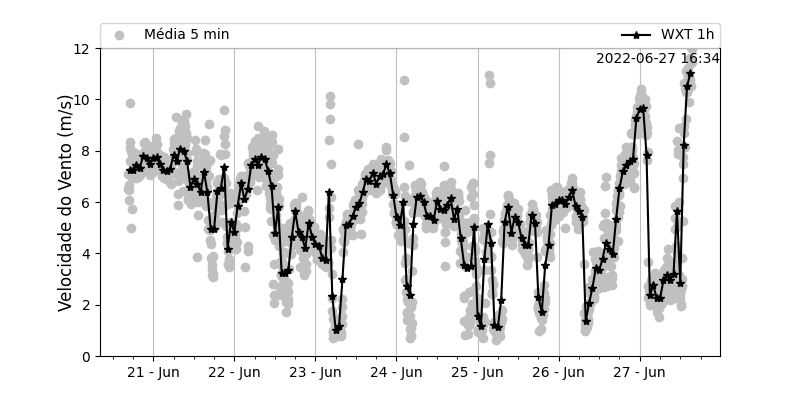 Média 5 min
WXT 1h
2022-06-27 16:34
Velocidade do Vento (m/s)
12
10
8
6
4
2
0
21 - Jun
22 - Jun
23 - Jun
24 - Jun
25 - Jun
26 - Jun
27 - Jun